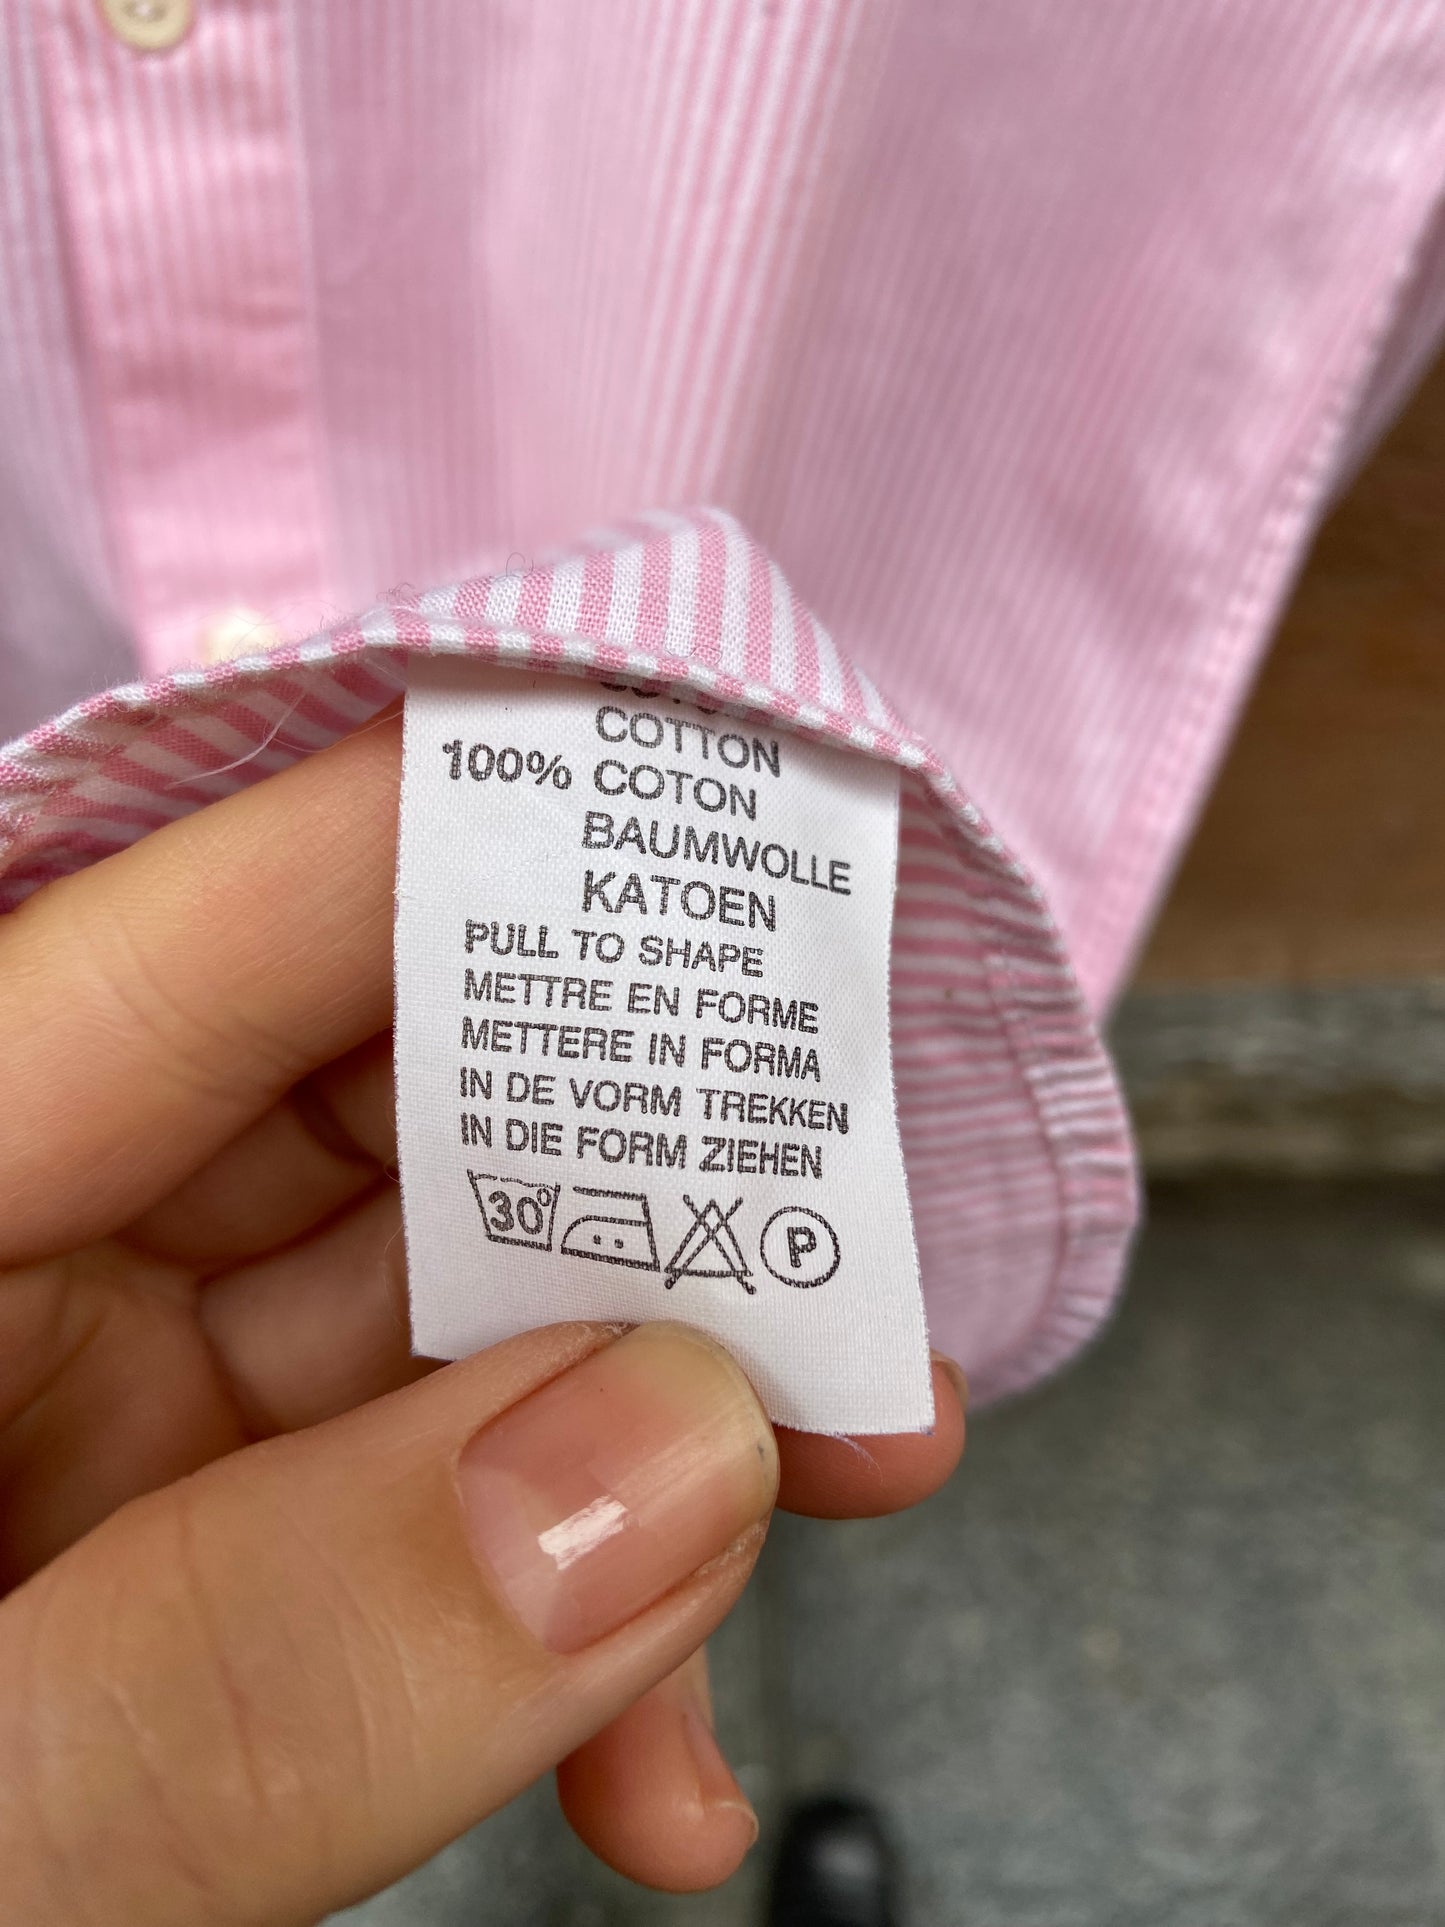 COTTON
100% COTON
BAUMWOLLE
KATOEN
PULL TO SHAPE
METTRE EN FORME
METTERE IN FORMA
IN DE VORM TREKKEN
IN DIE FORM ZIEHEN
30° P